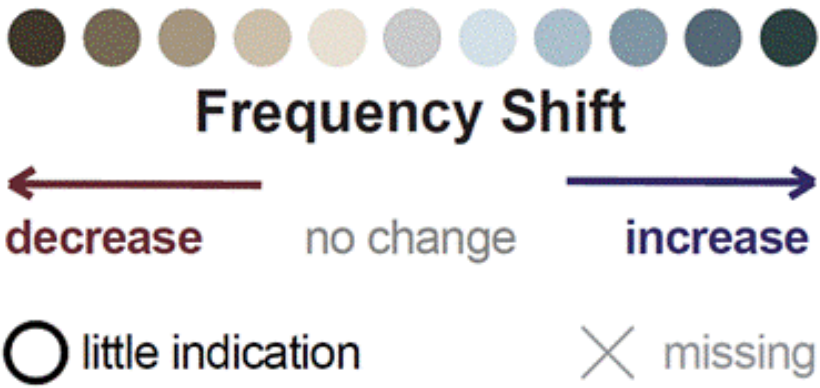 Frequency Shift
decrease no change increase
little indication missing